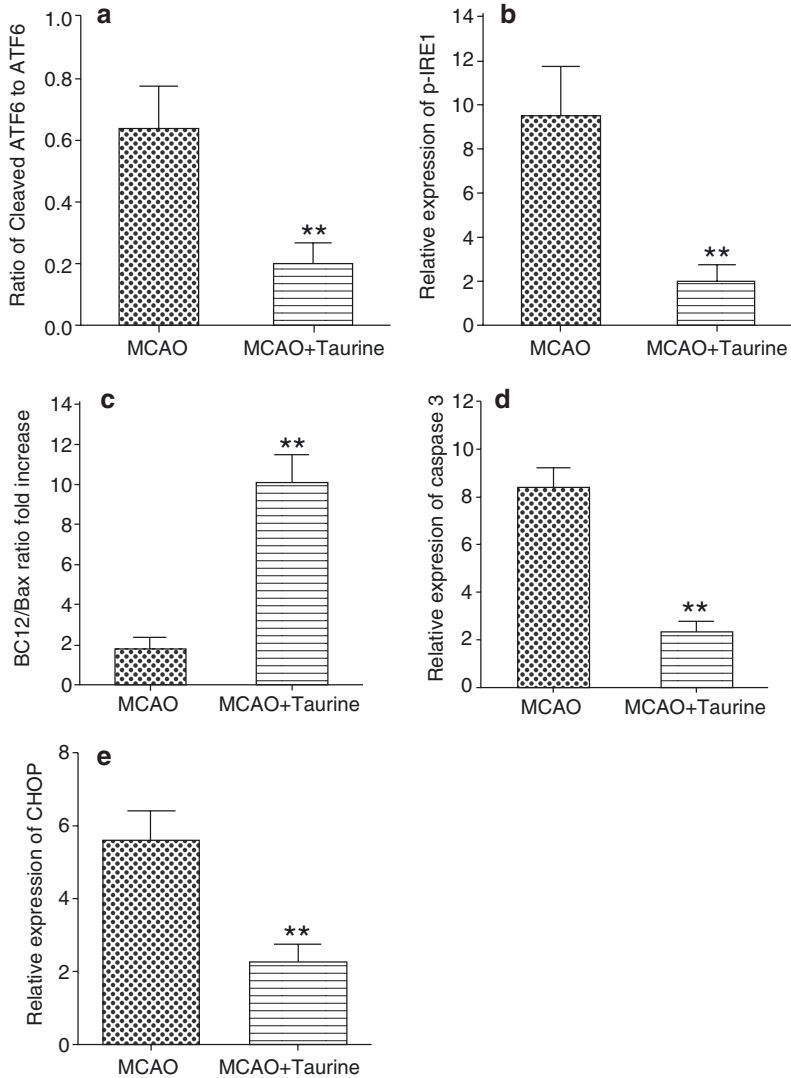 a
Ratio of Cleaved ATF6 to ATF6
1.0
0.8
0.6
0.4
0.2
0.0
**
MCAO
MCAO+Taurine
b
Relative expression of p-IRE1
14
12
10
8
6
4
2
0
**
MCAO
MCAO+Taurine
c
BC12/Bax ratio fold increase
14
12
10
8
6
4
2
0
**
MCAO
MCAO+Taurine
d
Relative expresion of caspase 3
12
10
8
6
4
2
0
**
MCAO
MCAO+Taurine
e
Relative expression of CHOP
8
6
4
2
0
**
MCAO
MCAO+Taurine